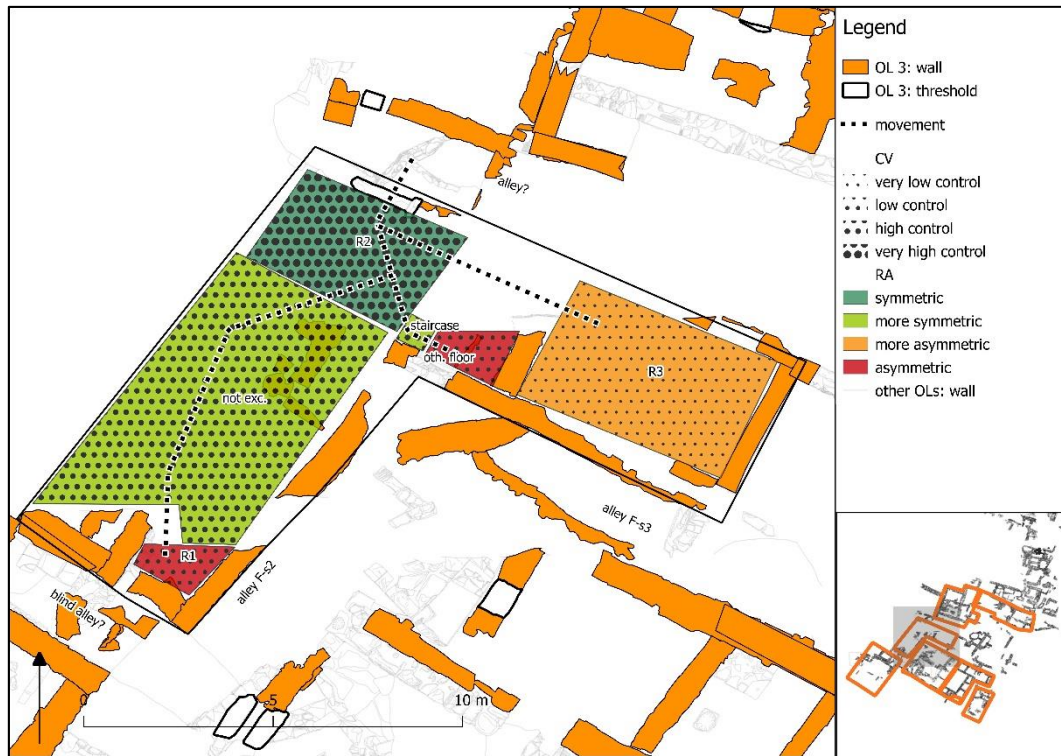 alley?
R2
staircase
oth. floor
R3
not exc.
R1
alley F-s2
alley F-s3
blind alley?
0
5
10 m
Legend
OL 3: wall
OL 3: threshold
movement
CV
very low control
low control
high control
very high control
RA
symmetric
more symmetric
more asymmetric
asymmetric
other OLs: wall